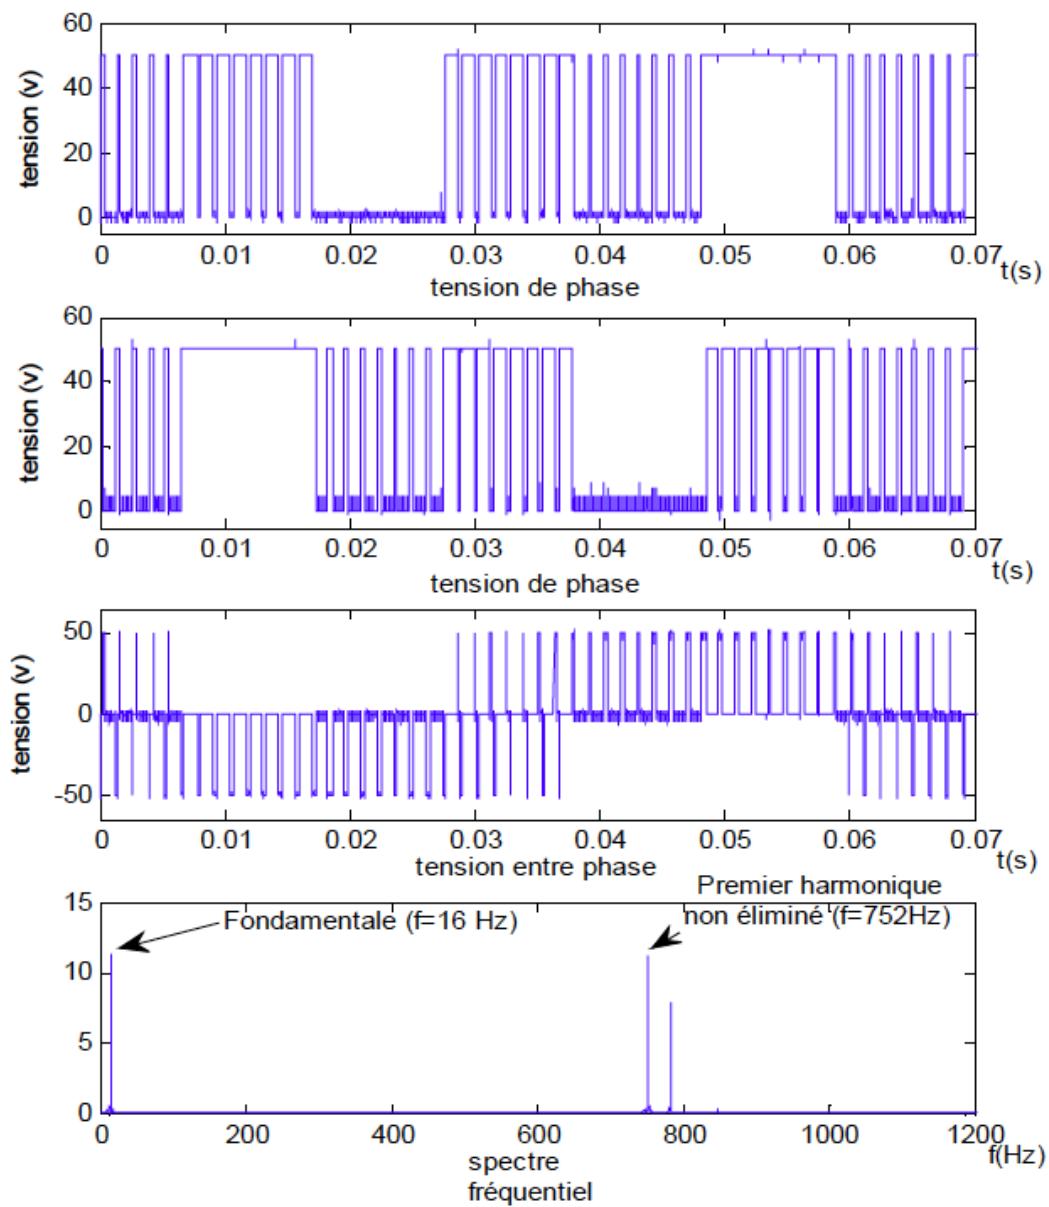 60
40
20
0
tension (v)
0 0.01 0.02 0.03 0.04 0.05 0.06 0.07 t(s)
tension de phase
60
40
20
0
tension (v)
0 0.01 0.02 0.03 0.04 0.05 0.06 0.07 t(s)
tension de phase
50
0
-50
tension (v)
0 0.01 0.02 0.03 0.04 0.05 0.06 0.07 t(s)
tension entre phase
Premier harmonique
non éliminé (f=752Hz)
Fondamentale (f=16 Hz)
15
10
5
0
0 200 400 600 800 1000 1200 f(Hz)
spectre
fréquentiel